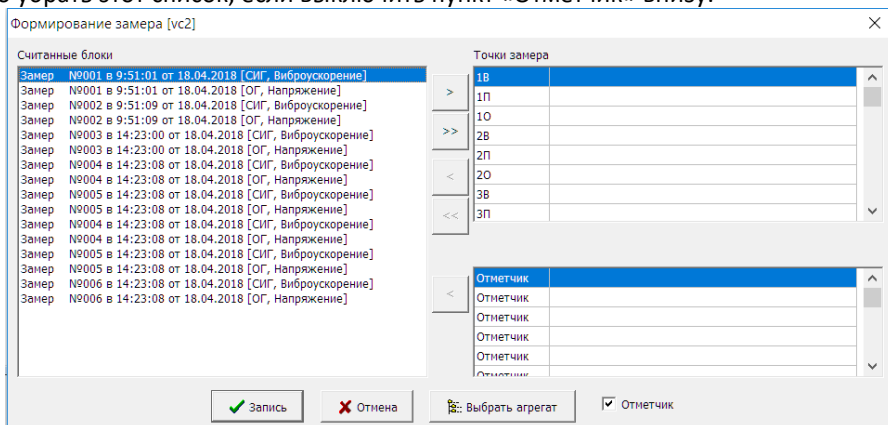 убрать этот список, если выключить пункт «Отметчик» внизу.
Формирование замера [vc2]
Считанные блоки
Замер №001 в 9:51:01 от 18.04.2018 [СИГ, Виброускорение]
Замер №001 в 9:51:01 от 18.04.2018 [ОГ, Напряжение]
Замер №002 в 9:51:09 от 18.04.2018 [СИГ, Виброускорение]
Замер №002 в 9:51:09 от 18.04.2018 [ОГ, Напряжение]
Замер №003 в 14:23:00 от 18.04.2018 [СИГ, Виброускорение]
Замер №003 в 14:23:00 от 18.04.2018 [ОГ, Напряжение]
Замер №004 в 14:23:08 от 18.04.2018 [СИГ, Виброускорение]
Замер №004 в 14:23:08 от 18.04.2018 [ОГ, Напряжение]
Замер №005 в 14:23:08 от 18.04.2018 [СИГ, Виброускорение]
Замер №005 в 14:23:08 от 18.04.2018 [ОГ, Напряжение]
Замер №004 в 14:23:08 от 18.04.2018 [СИГ, Виброускорение]
Замер №004 в 14:23:08 от 18.04.2018 [ОГ, Напряжение]
Замер №005 в 14:23:08 от 18.04.2018 [СИГ, Виброускорение]
Замер №005 в 14:23:08 от 18.04.2018 [ОГ, Напряжение]
Замер №006 в 14:23:08 от 18.04.2018 [СИГ, Виброускорение]
Замер №006 в 14:23:08 от 18.04.2018 [ОГ, Напряжение]
>
>>
<
<<
<
Точки замера
1В
1П
1О
2В
2П
2О
3В
3П
Отметчик
Отметчик
Отметчик
Отметчик
Отметчик
Отметчик
Запись
Отмена
Выбрать агрегат
Отметчик